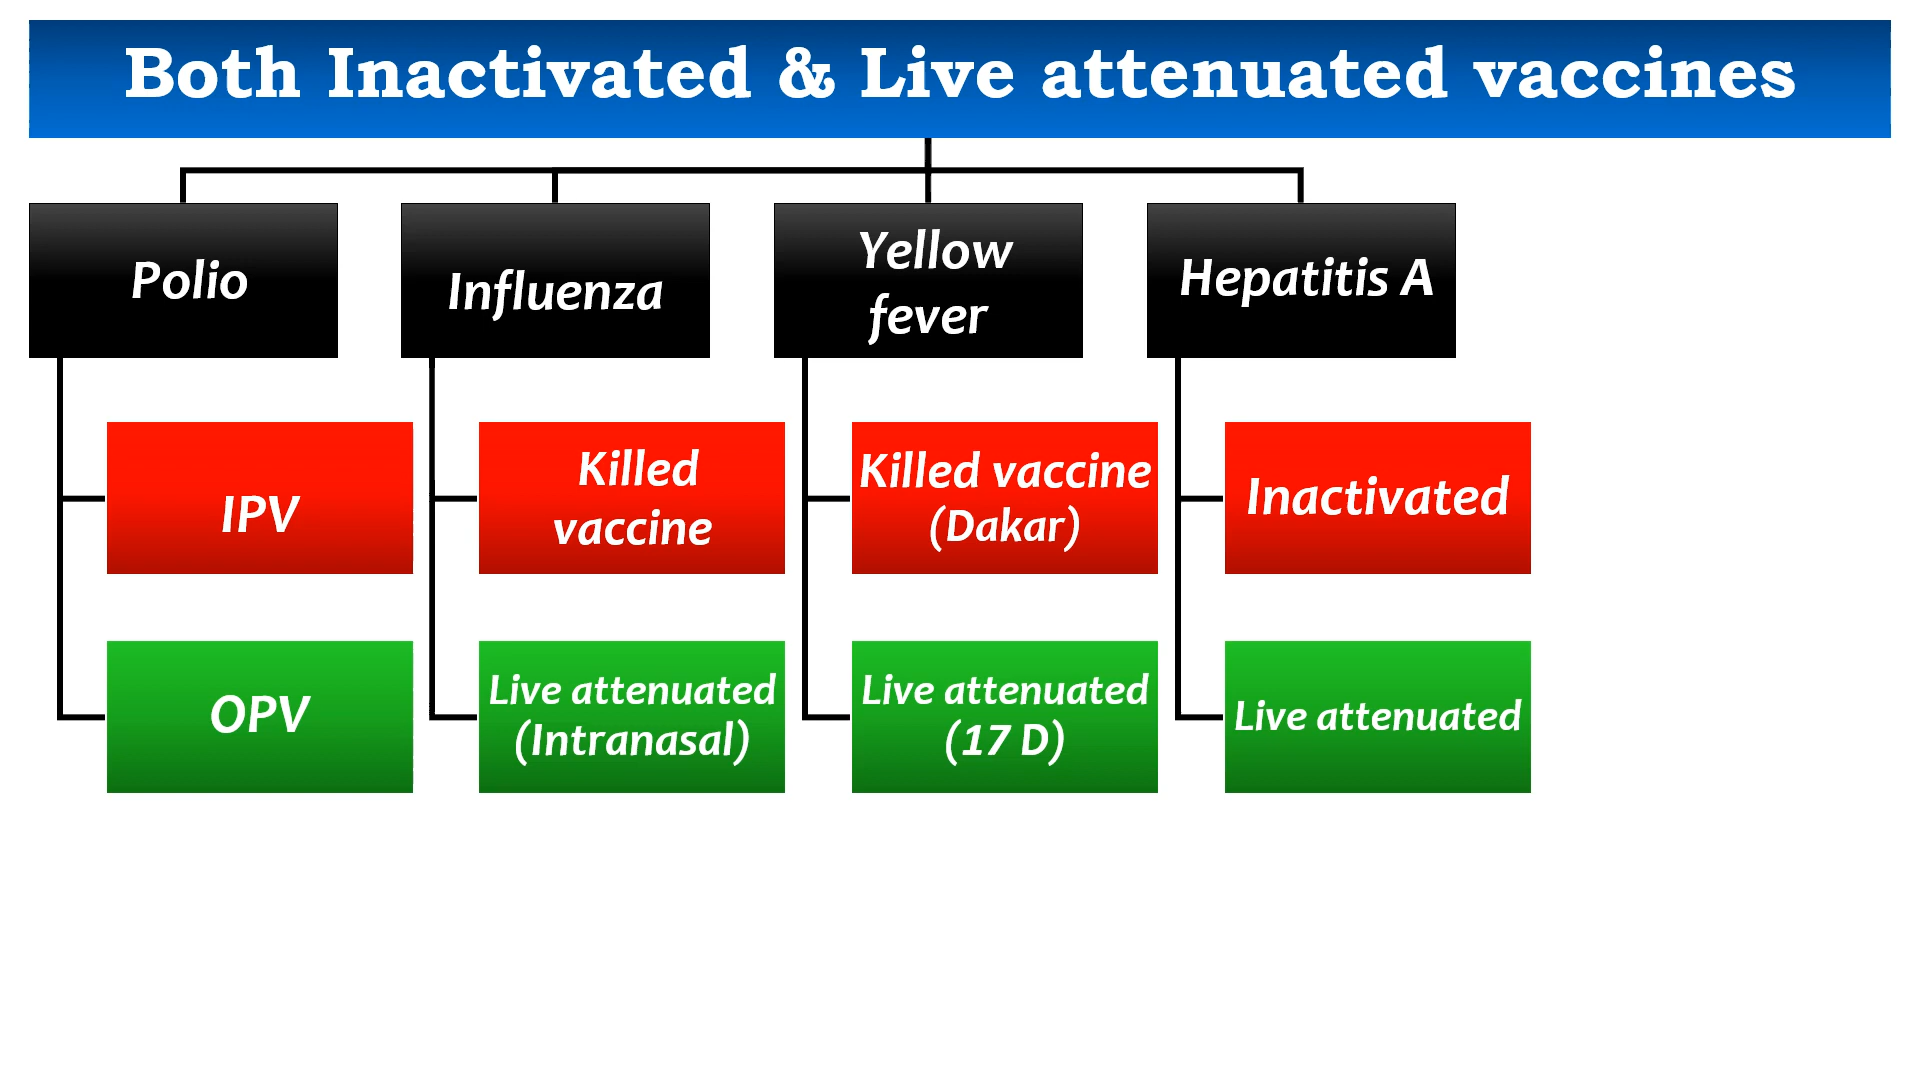 Both Inactivated & Live attenuated vaccines
Polio
Influenza
Yellow
fever
Hepatitis A
IPV
Killed
vaccine
Killed vaccine
(Dakar)
Inactivated
OPV
Live attenuated
(Intranasal)
Live attenuated
(17 D)
Live attenuated